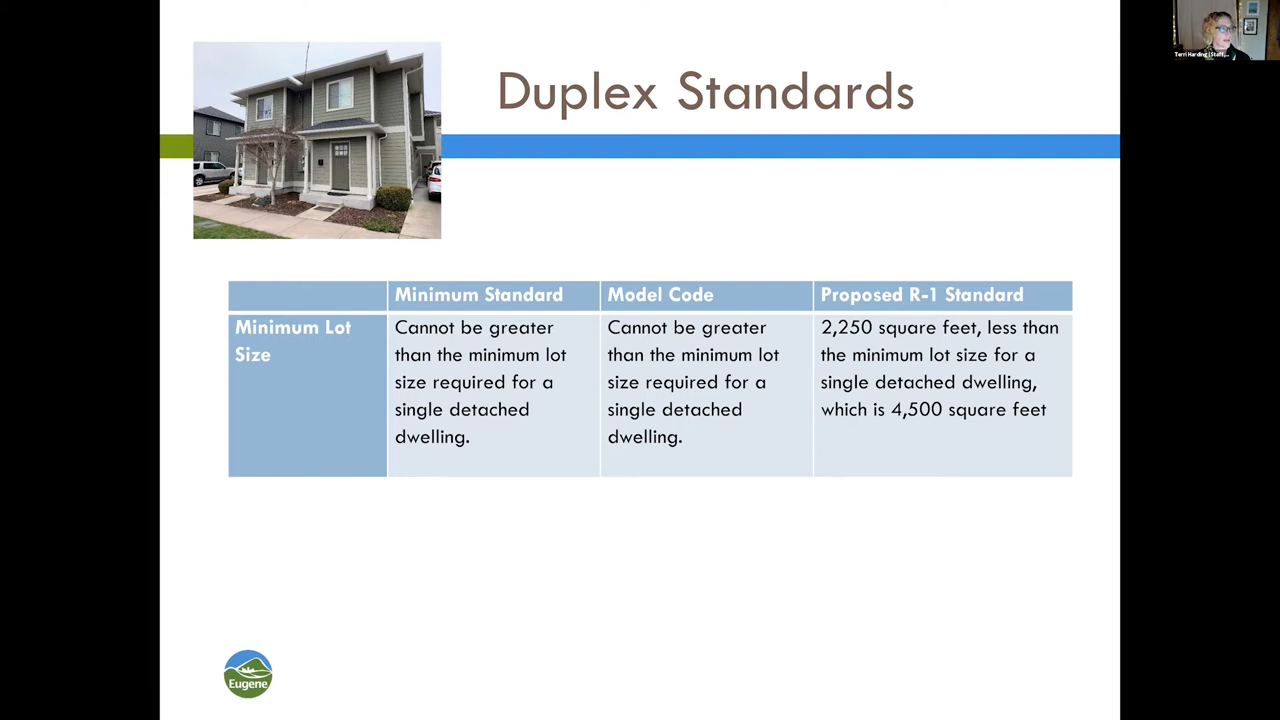 Terri Harding (Staff,...
Duplex Standards
Minimum Standard
Model Code
Proposed R-1 Standard
Minimum Lot
Size
Cannot be greater
than the minimum lot
size required for a
single detached
dwelling.
Cannot be greater
than the minimum lot
size required for a
single detached
dwelling.
2,250 square feet, less than
the minimum lot size for a
single detached dwelling,
which is 4,500 square feet
Eugene